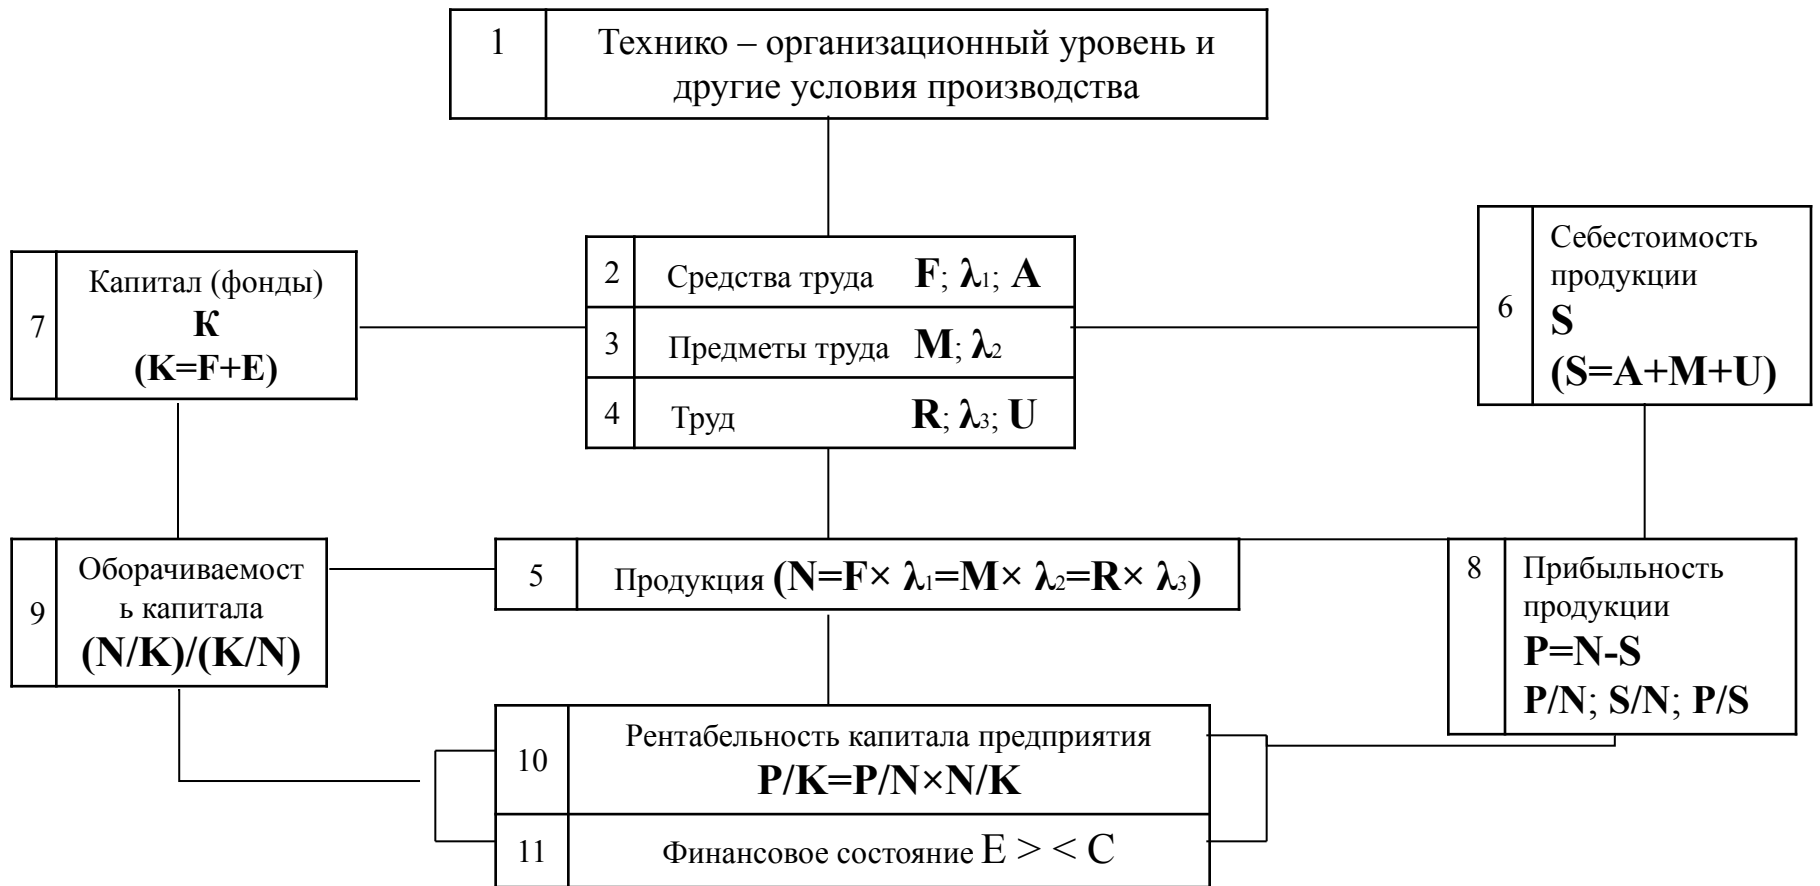 1
Технико – организационный уровень и
другие условия производства
2
Средства труда F; λ₁; A
3
Предметы труда M; λ₂
4
Труд R; λ₃; U
7
Капитал (фонды)
К
(K=F+E)
6
Себестоимость
продукции
S
(S=A+M+U)
9
Оборачиваемост
ь капитала
(N/K)/(K/N)
5
Продукция (N=F× λ₁=M× λ₂=R× λ₃)
8
Прибыльность
продукции
P=N-S
P/N; S/N; P/S
10
Рентабельность капитала предприятия
P/K=P/N×N/K
11
Финансовое состояние E > < C